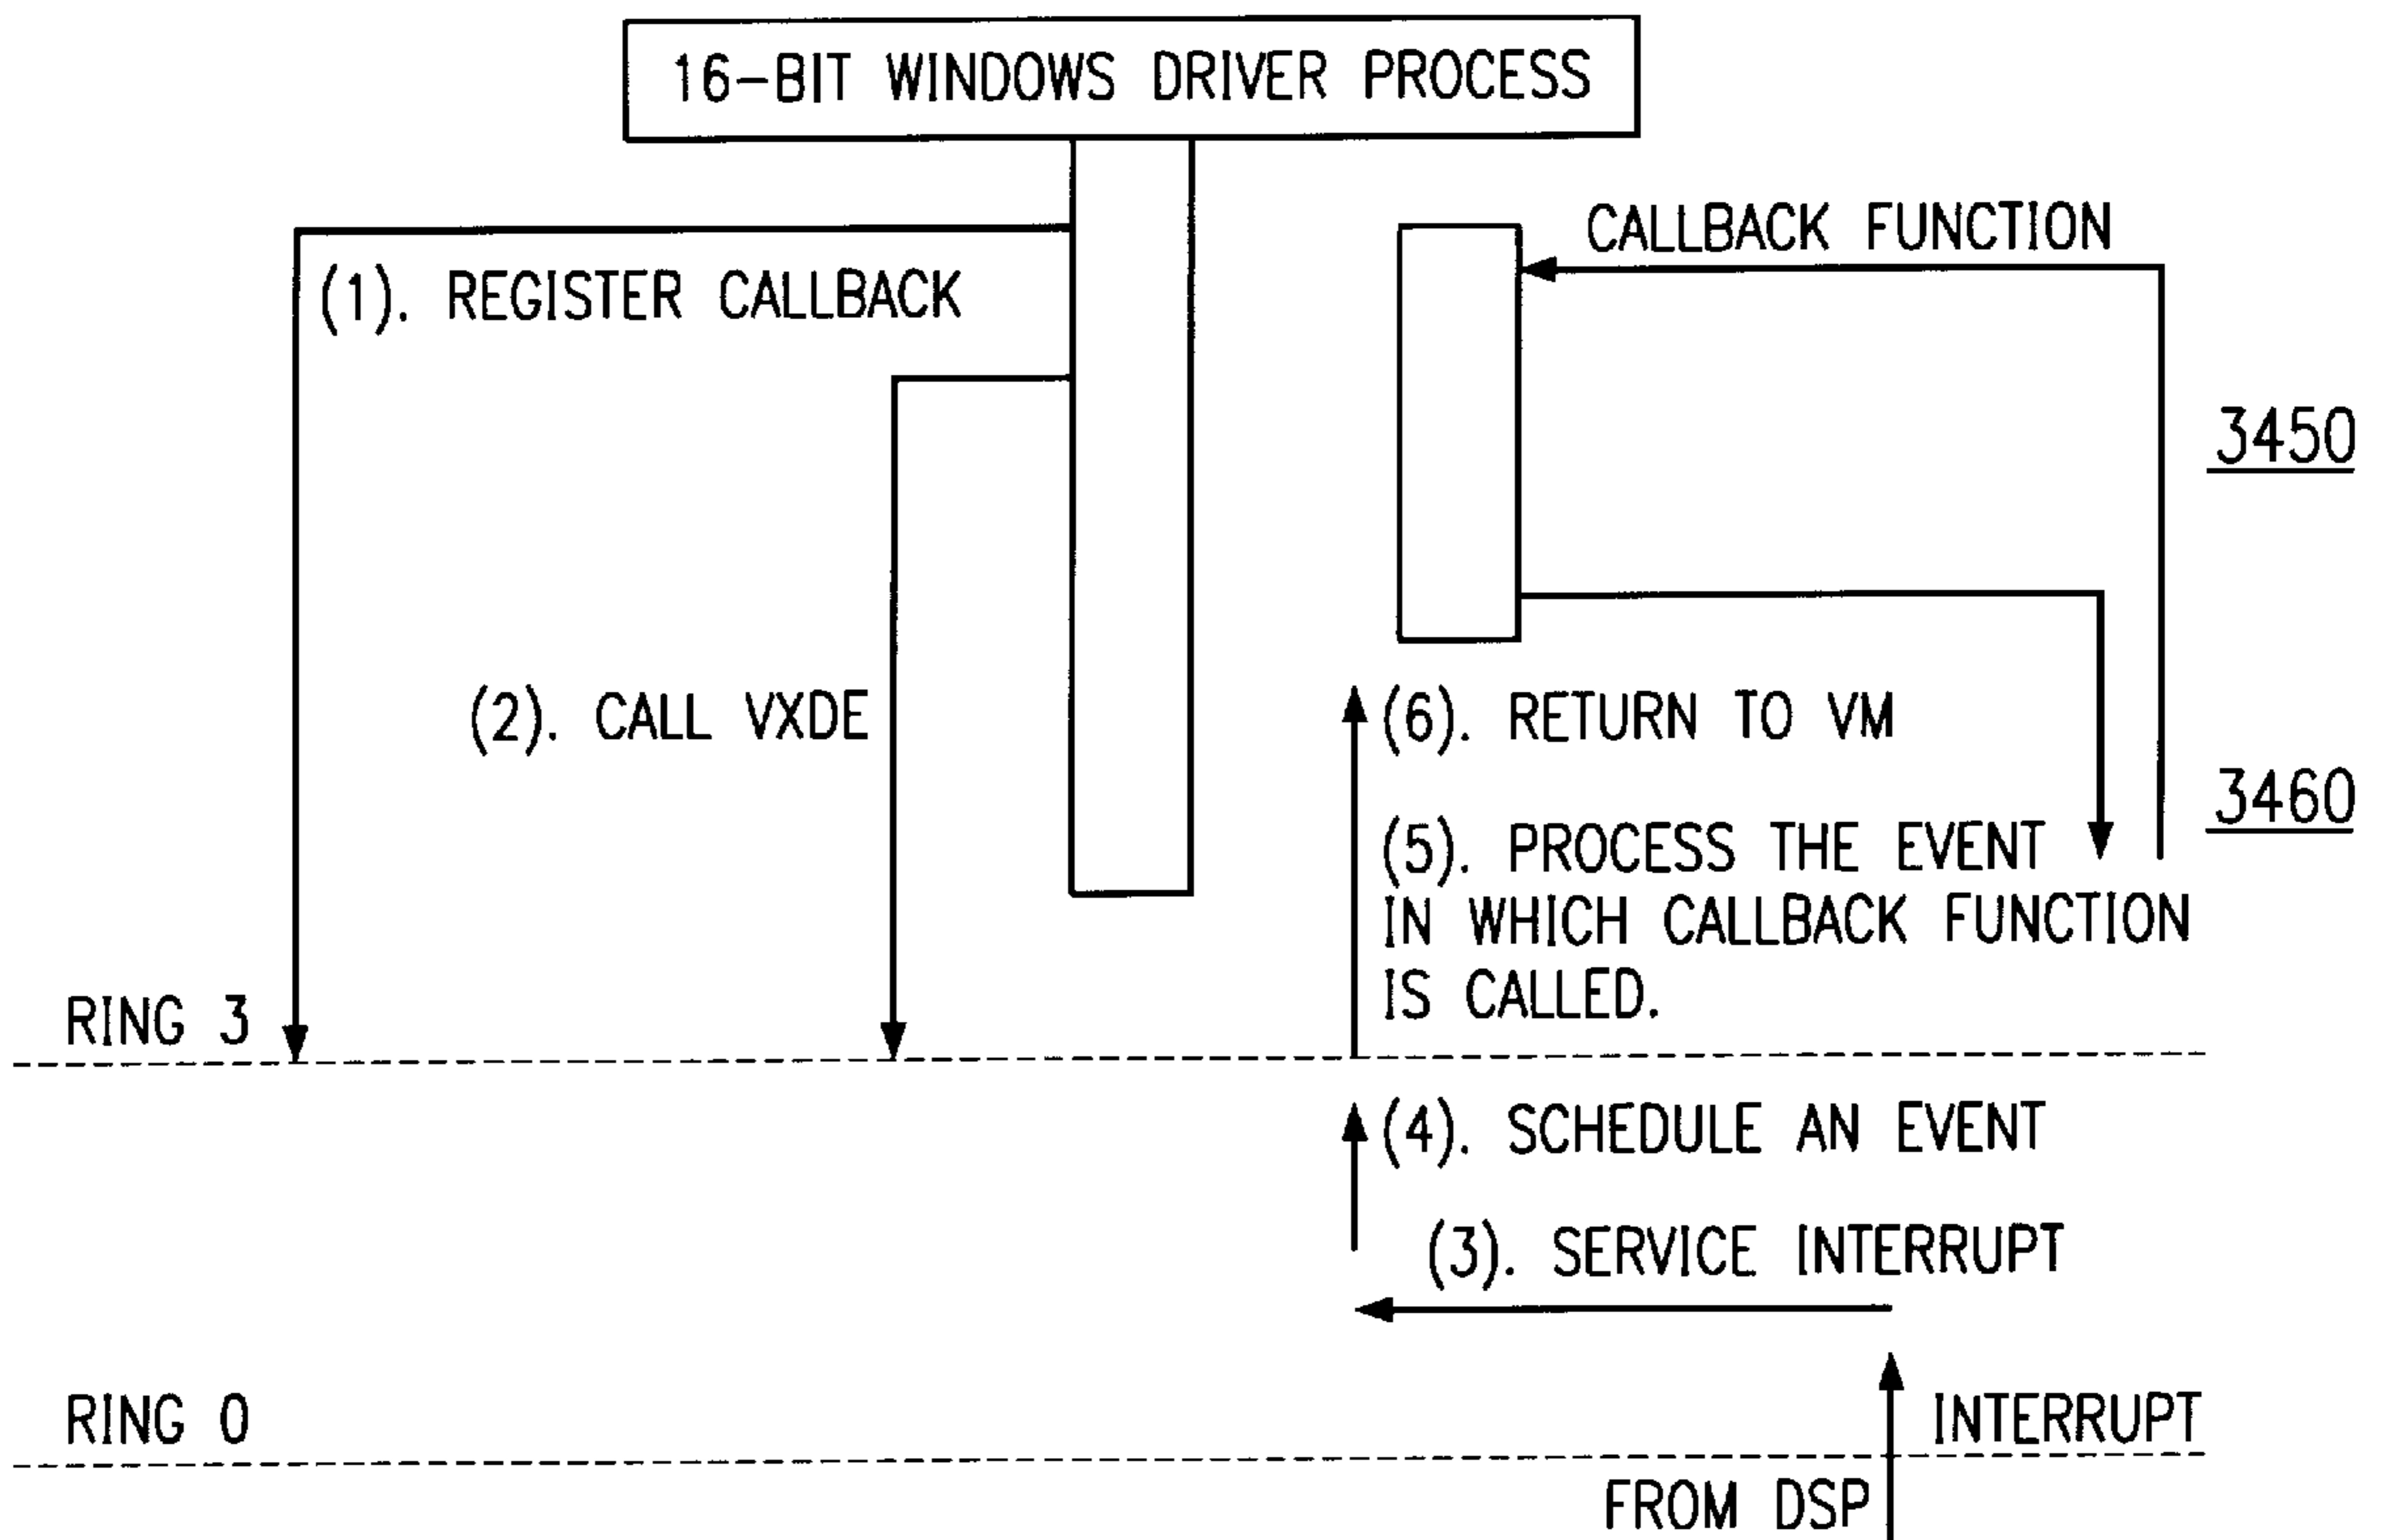 16-BIT WINDOWS DRIVER PROCESS
CALLBACK FUNCTION
(1). REGISTER CALLBACK
3450
(2). CALL VXDE
(6). RETURN TO VM
3460
(5). PROCESS THE EVENT
IN WHICH CALLBACK FUNCTION
IS CALLED.
RING 3
(4). SCHEDULE AN EVENT
(3). SERVICE INTERRUPT
RING 0
INTERRUPT
FROM DSP